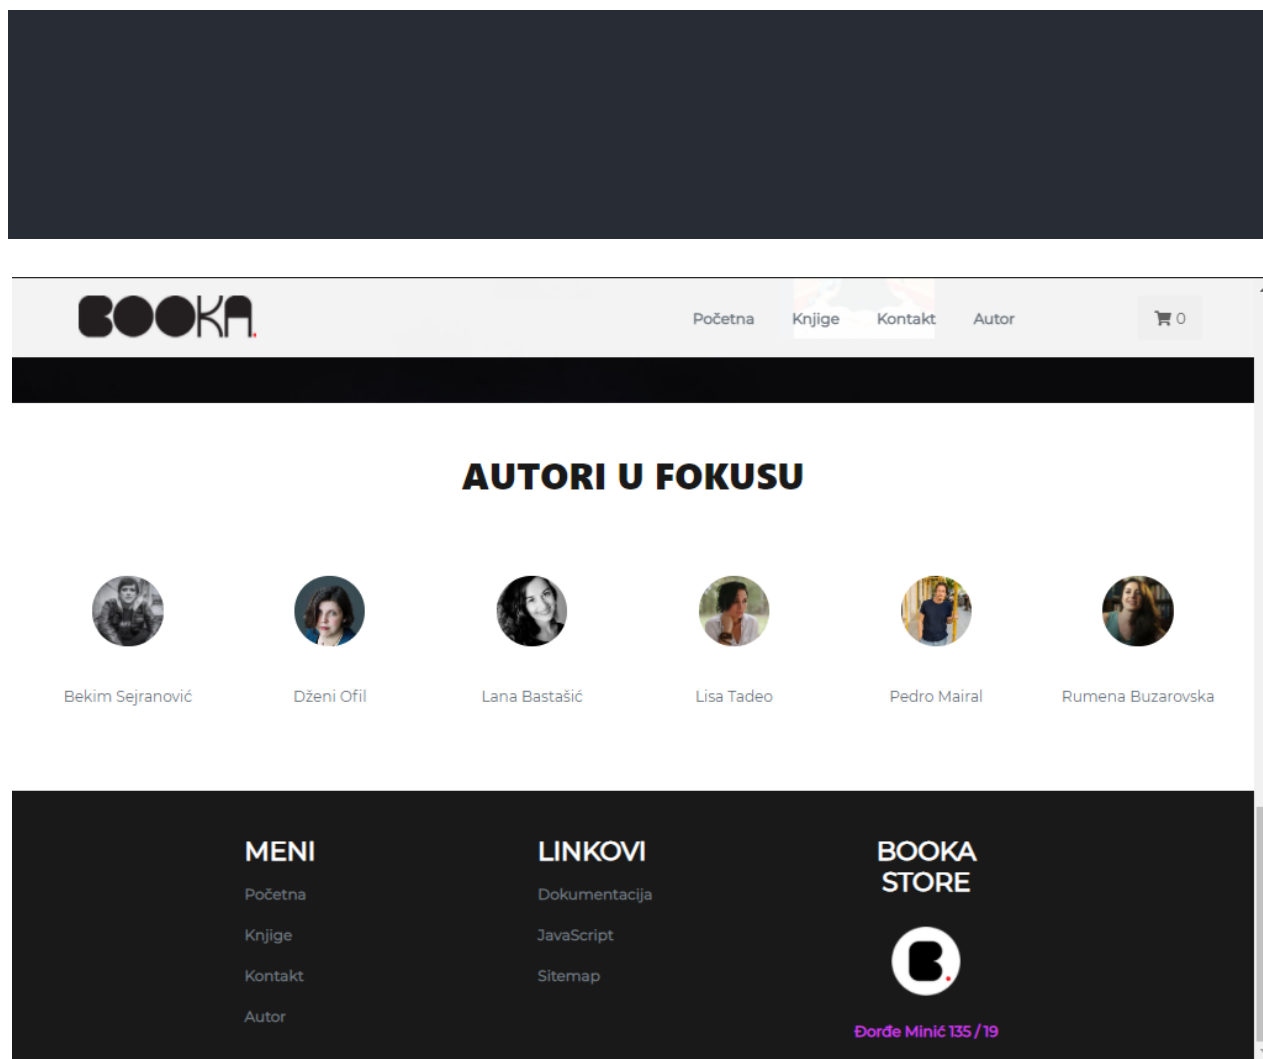 BOOKA.
Početna Knjige Kontakt Autor 0
AUTORI U FOKUSU
Bekim Sejranović Dženi Ofil Lana Bastašić Lisa Tadeo Pedro Mairal Rumena Buzarovska
MENI
Početna
Knjige
Kontakt
Autor
LINKOVI
Dokumentacija
JavaScript
Sitemap
BOOKA
STORE
B.
Đorđe Minić 135 / 19